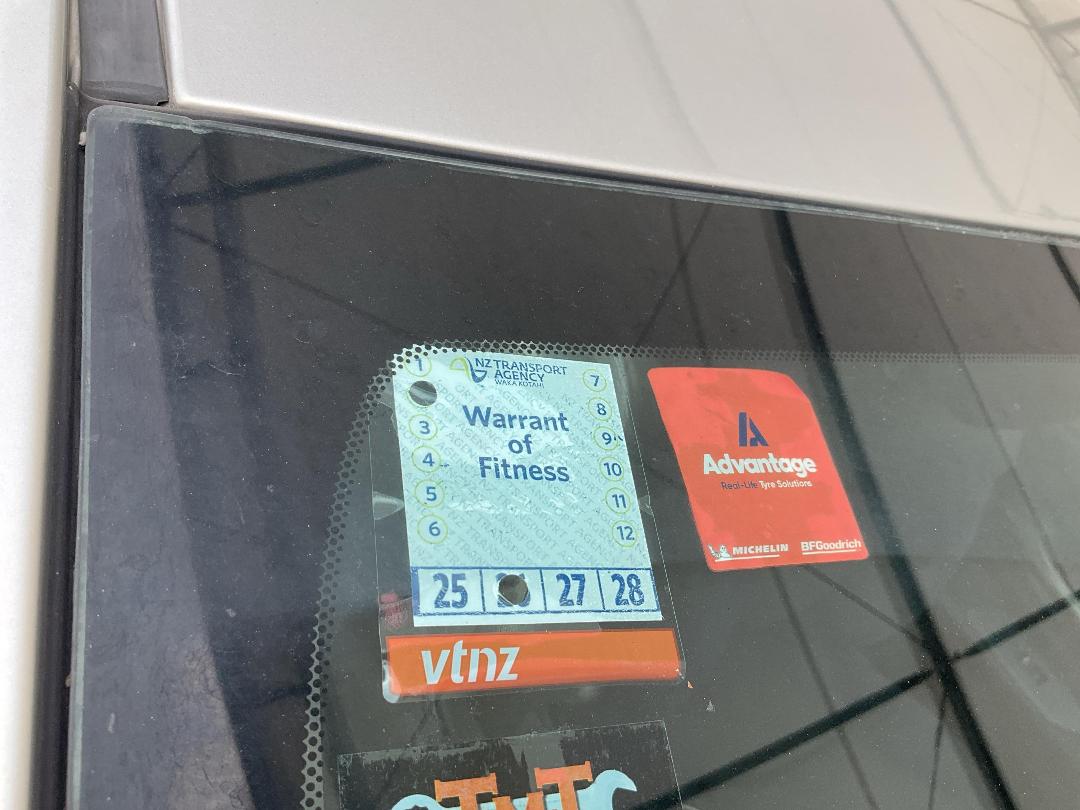 NZ TRANSPORT
AGENCY
WAKA KOTAHI
Warrant
of
Fitness
1
3
4
5
6
7
8
9
10
11
12
25 27 28
vtnz
Advantage
Real-Life Tyre Solutions
MICHELIN BFGoodrich
TNT